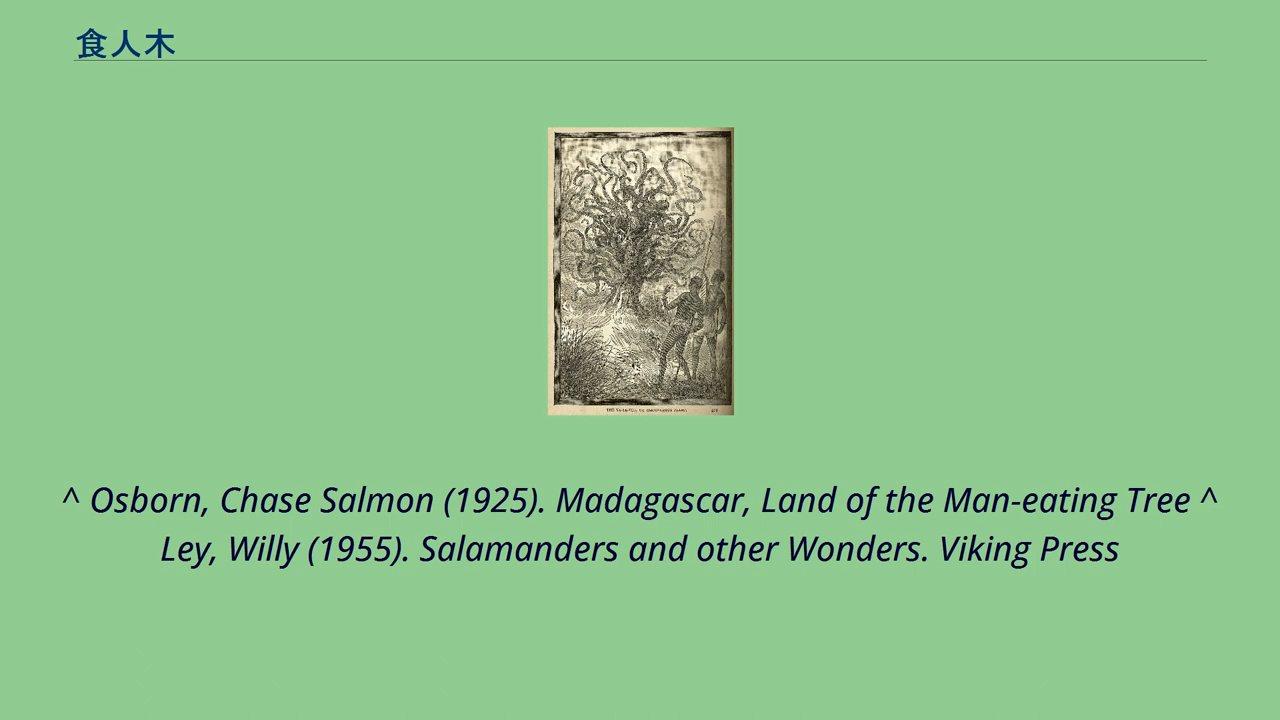 食人木
^ Osborn, Chase Salmon (1925). Madagascar, Land of the Man-eating Tree ^
Ley, Willy (1955). Salamanders and other Wonders. Viking Press